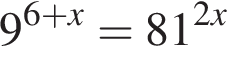 9^{6+x} = 81^{2x}